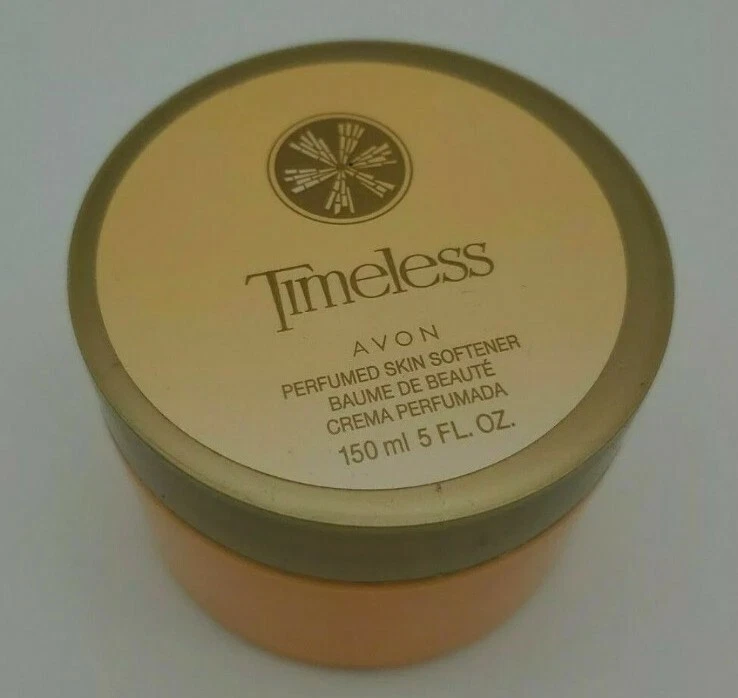 Timeless
AVON
PERFUMED SKIN SOFTENER
BAUME DE BEAUTÉ
CREMA PERFUMADA
150 ml 5 FL. OZ.